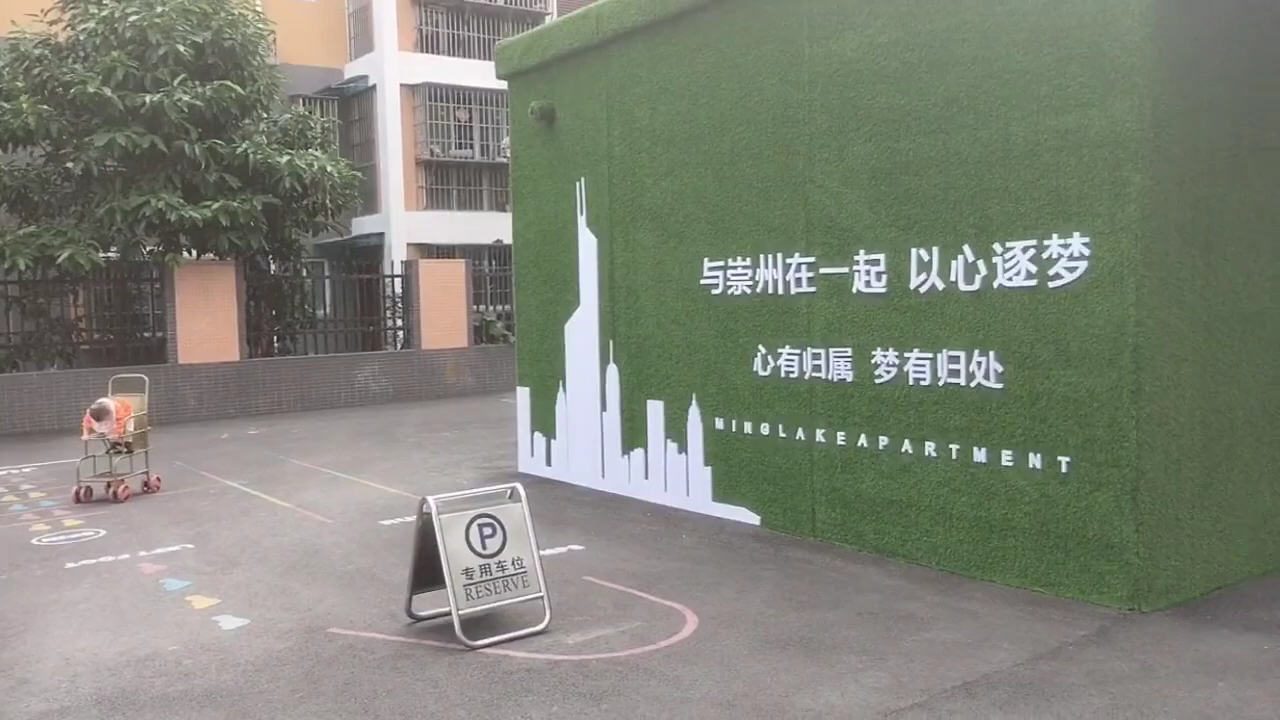 与崇州在一起 以心逐梦
心有归属 梦有归处
MINGLAKEAPARTMENT
P
专用车位
RESERVE